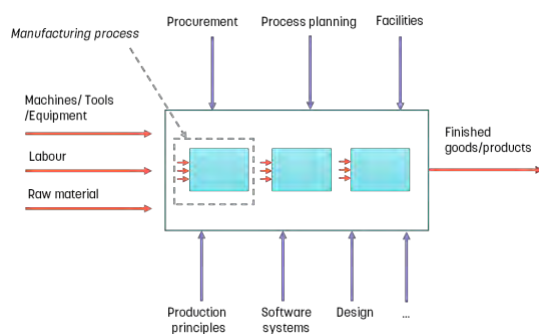 Procurement
Process planning
Facilities
Manufacturing process
Machines/ Tools
/Equipment
Labour
Raw material
Finished
goods/products
Production
principles
Software
systems
Design
...